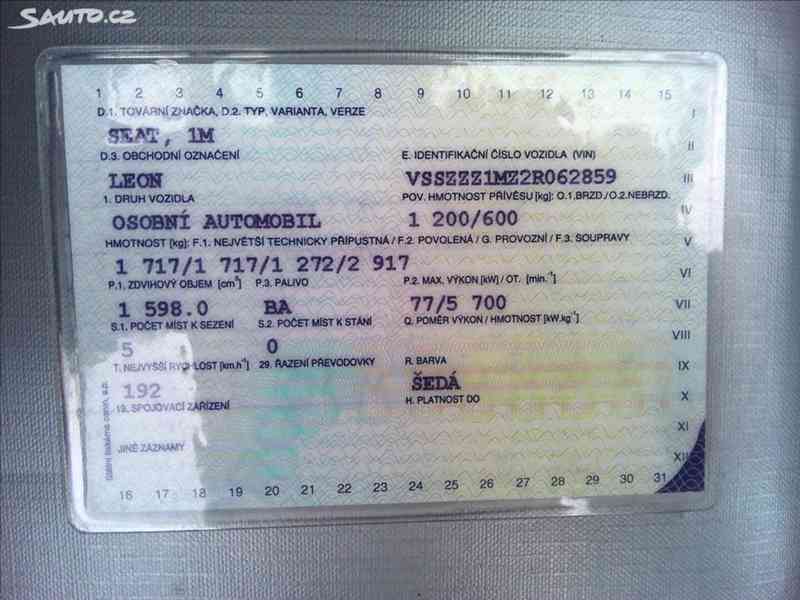 SAUTO.CZ
1 2 3 4 5 6 7 8 9 10 11 12 13 14 15
D.1. TOVÁRNÍ ZNAČKA, D.2. TYP, VARIANTA, VERZE
I
SEAT, 1M
II
D.3. OBCHODNÍ OZNAČENÍ E. IDENTIFIKAČNÍ ČÍSLO VOZIDLA (VIN)
LEON VSSZZZ1MZ2R062859
III
1. DRUH VOZIDLA POV. HMOTNOST PŘÍVĚSU [kg]: O.1.BRZD./O.2.NEBRZD.
OSOBNÍ AUTOMOBIL 1 200/600
IV
HMOTNOST [kg]: F.1. NEJVĚTŠÍ TECHNICKY PŘÍPUSTNÁ / F.2. POVOLENÁ / G. PROVOZNÍ / F.3. SOUPRAVY
V
1 717/1 717/1 272/2 917
VI
P.1. ZDVIHOVÝ OBJEM [cm³] P.3. PALIVO P.2. MAX. VÝKON [kW] / OT. [min.⁻¹]
1 598.0 BA 77/5 700
VII
S.1. POČET MÍST K SEZENÍ S.2. POČET MÍST K STÁNÍ Q. POMĚR VÝKON / HMOTNOST [kW.kg⁻¹]
VIII
5 0
T. NEJVYŠŠÍ RYCHLOST [km.h⁻¹] 29. ŘAZENÍ PŘEVODOVKY R. BARVA
IX
192 ŠEDÁ
X
19. SPOJOVACÍ ZAŘÍZENÍ H. PLATNOST DO
XI
JINÉ ZÁZNAMY
XII
16 17 18 19 20 21 22 23 24 25 26 27 28 29 30 31